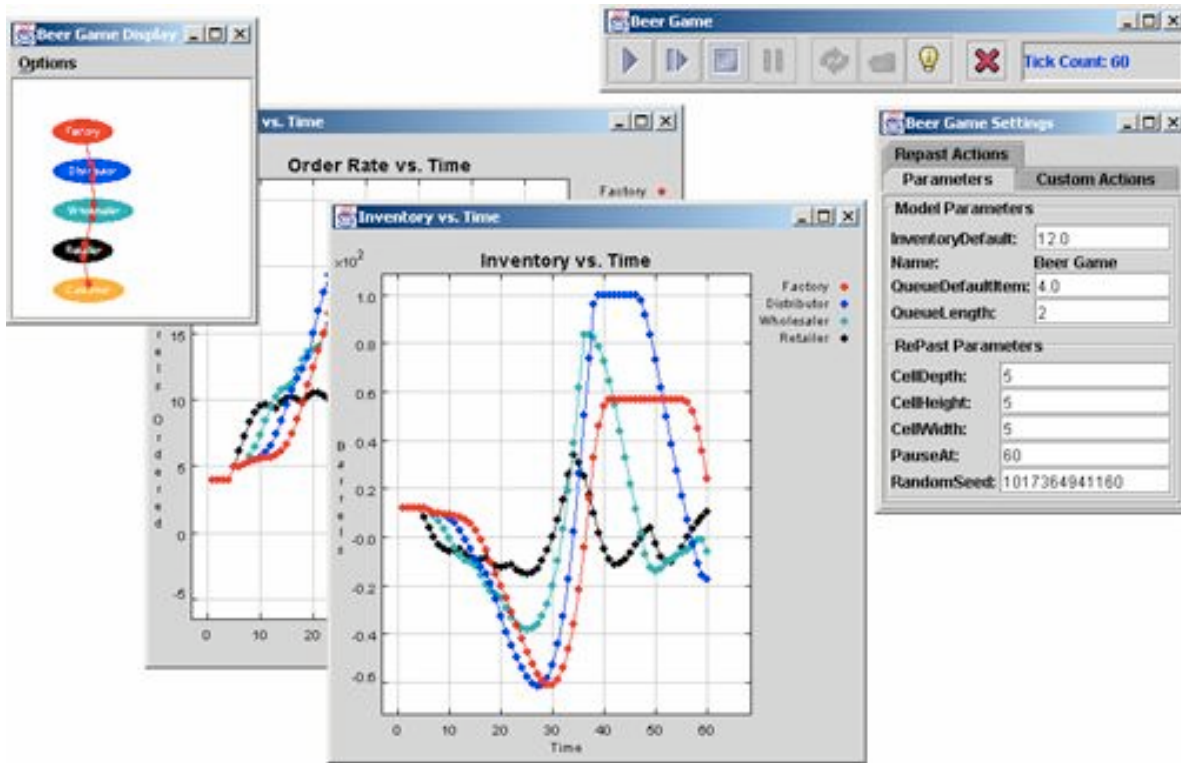 Beer Game Display
Options
Factory
Distributor
Wholesaler
Retailer
Customer
Beer Game
Tick Count: 60
vs. Time
Order Rate vs. Time
Factory
15
10
5
0
-5
0
10
20
Ordered
Inventory vs. Time
Inventory vs. Time
×10²
1.0
0.8
0.6
0.4
0.2
-0.0
-0.2
-0.4
-0.6
0
10
20
30
40
50
60
Barrels
Time
Factory
Distributor
Wholesaler
Retailer
Beer Game Settings
Repast Actions
Parameters
Custom Actions
Model Parameters
InventoryDefault: 12.0
Name: Beer Game
QueueDefaultItem: 4.0
QueueLength: 2
RePast Parameters
CellDepth: 5
CellHeight: 5
CellWidth: 5
PauseAt: 60
RandomSeed: 1017364941160